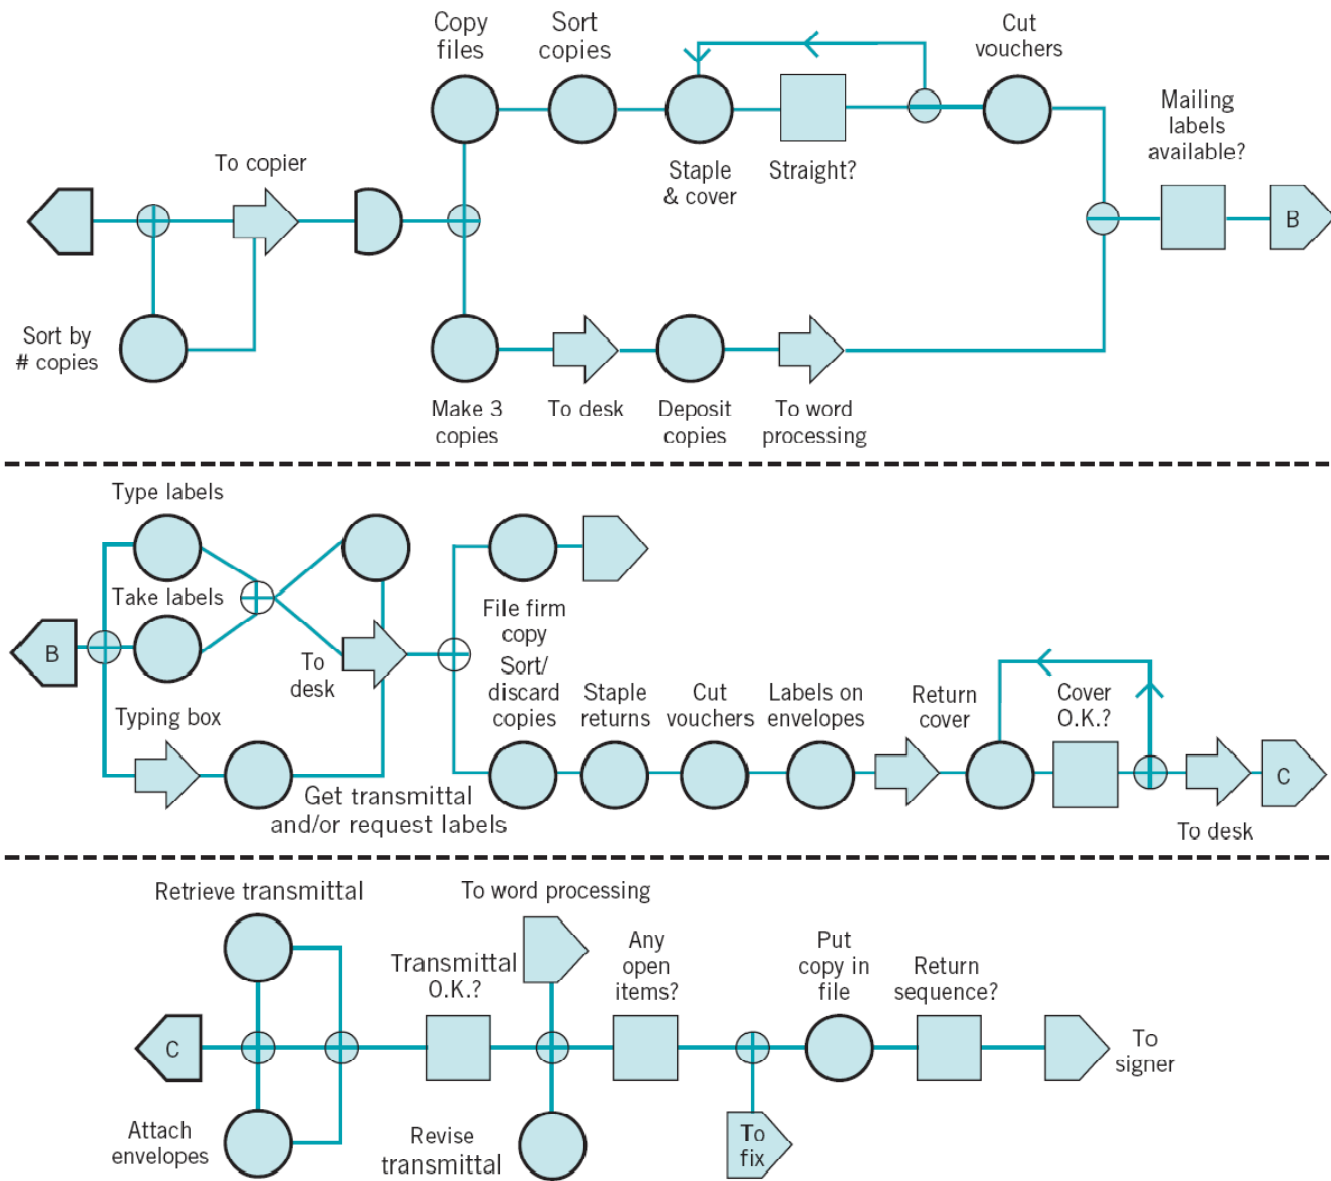 Copy
files
Sort
copies
Cut
vouchers
Mailing
labels
available?
To copier
Staple
& cover
Straight?
B
Sort by
# copies
Make 3
copies
To desk
Deposit
copies
To word
processing
Type labels
Take labels
B
To
desk
Typing box
Get transmittal
and/or request labels
File firm
copy
Sort/
discard
copies
Staple
returns
Cut
vouchers
Labels on
envelopes
Return
cover
Cover
O.K.?
C
To desk
Retrieve transmittal
To word processing
Transmittal
O.K.?
Any
open
items?
Put
copy in
file
Return
sequence?
C
To
signer
Attach
envelopes
Revise
transmittal
To
fix